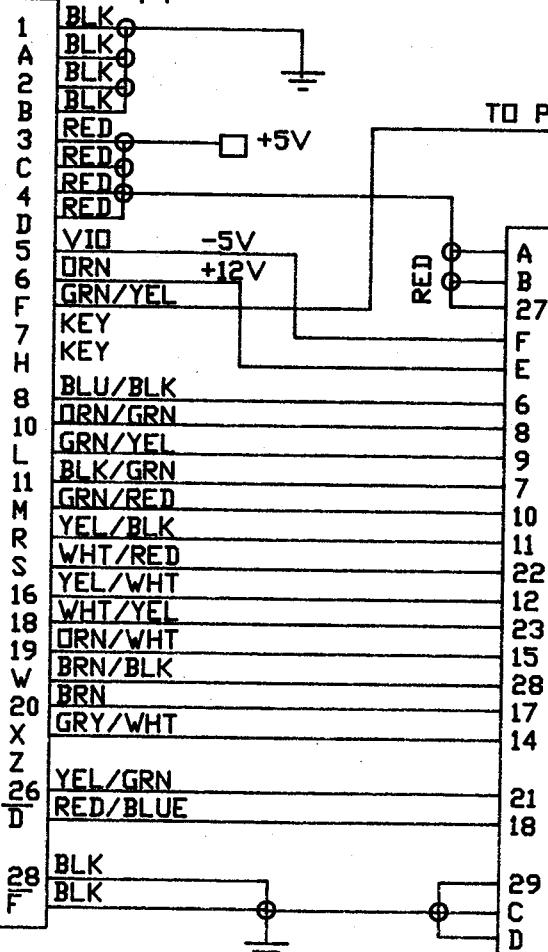 1 BLK
A BLK
2 BLK
B BLK
TO P
3 RED
+5V
C RED
4 RED
D RED
5 VIO -5V
A
6 ORN +12V
RED
B
F GRN/YEL
27
7 KEY
F
H KEY
E
8 BLU/BLK 6
10 ORN/GRN 8
L GRN/YEL 9
11 BLK/GRN 7
M GRN/RED 10
R YEL/BLK 11
S WHT/RED 22
16 YEL/WHT 12
18 WHT/YEL 23
19 ORN/WHT 15
W BRN/BLK 28
20 BRN 17
X GRY/WHT 14
Z
26 YEL/GRN 21
D RED/BLUE 18
28 BLK 29
F BLK C
D